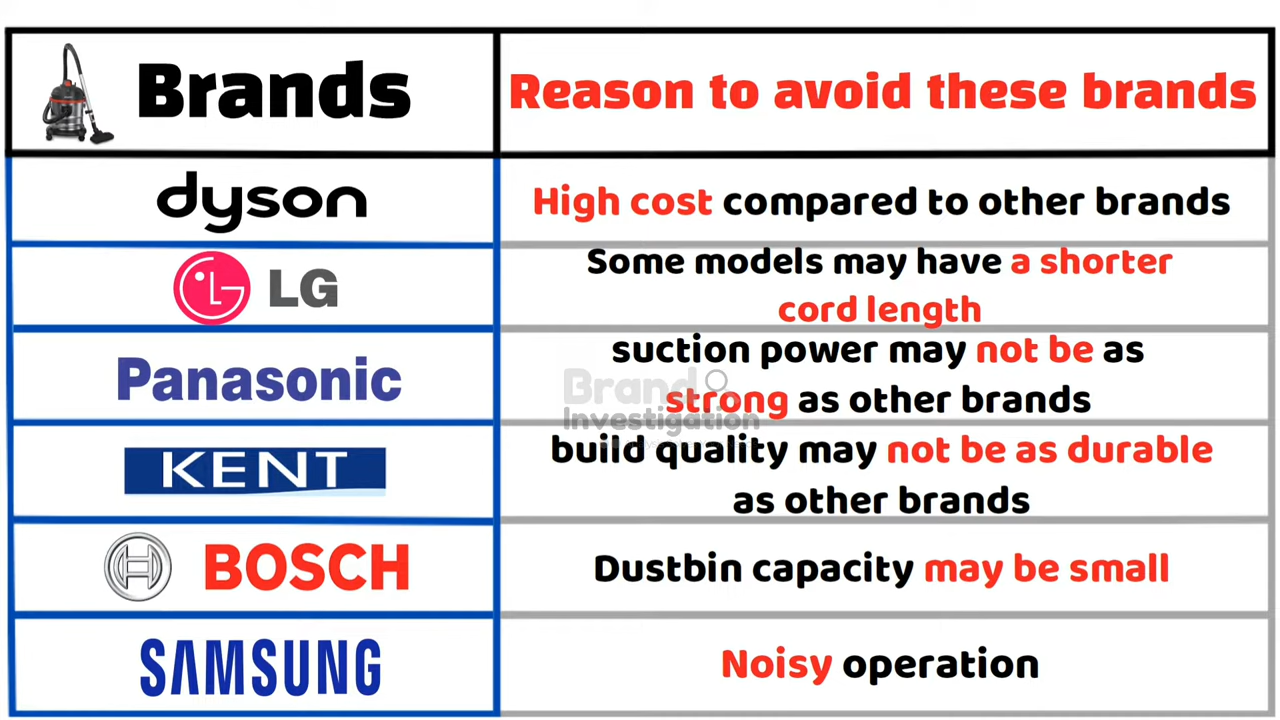 Brands
Reason to avoid these brands
dyson
High cost compared to other brands
LG
Some models may have a shorter
cord length
Panasonic
suction power may not be as
strong as other brands
Brand
Investigation
KENT
build quality may not be as durable
as other brands
BOSCH
Dustbin capacity may be small
SAMSUNG
Noisy operation